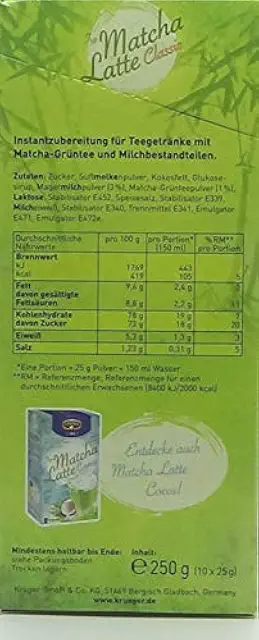 Matcha
Latte Classic
Instantzubereitung für Teegetränke mit
Matcha-Grüntee und Milchbestandteilen.
Zutaten: Zucker, Süßmolkenpulver, Kokosfett, Glukose-
sirup, Magermilchpulver (3%), Matcha-Grünteepulver (1%),
Laktose, Stabilisator E452, Speisesalz, Stabilisator E339,
Milcheiweiß, Stabilisator E340, Trennmittel E341, Emulgator
E471, Emulgator E472e.
Durchschnittliche Nährwerte pro 100 g pro Portion* (150 ml) % RM** pro Portion
Brennwert
kJ 1768 443
kcal 419 105 5
Fett 9,6 g 2,4 g
davon gesättigte
Fettsäuren 8,8 g 2,2 g 11
Kohlenhydrate 78 g 19 g 7
davon Zucker 73 g 18 g 20
Eiweiß 5,3 g 1,3 g 3
Salz 1,23 g 0,31 g 5
*Eine Portion = 25 g Pulver + 150 ml Wasser
**RM = Referenzmenge, Referenzmenge für einen
durchschnittlichen Erwachsenen (8400 kJ/2000 kcal)
Matcha
Latte
Entdecke auch
Matcha Latte
Cocos!
Mindestens haltbar bis Ende:
siehe Packungsboden
Trocken lagern.
Inhalt:
e 250 g (10 x 25g)
Krüger GmbH & Co. KG, 51469 Bergisch Gladbach, Germany
www.krueger.de